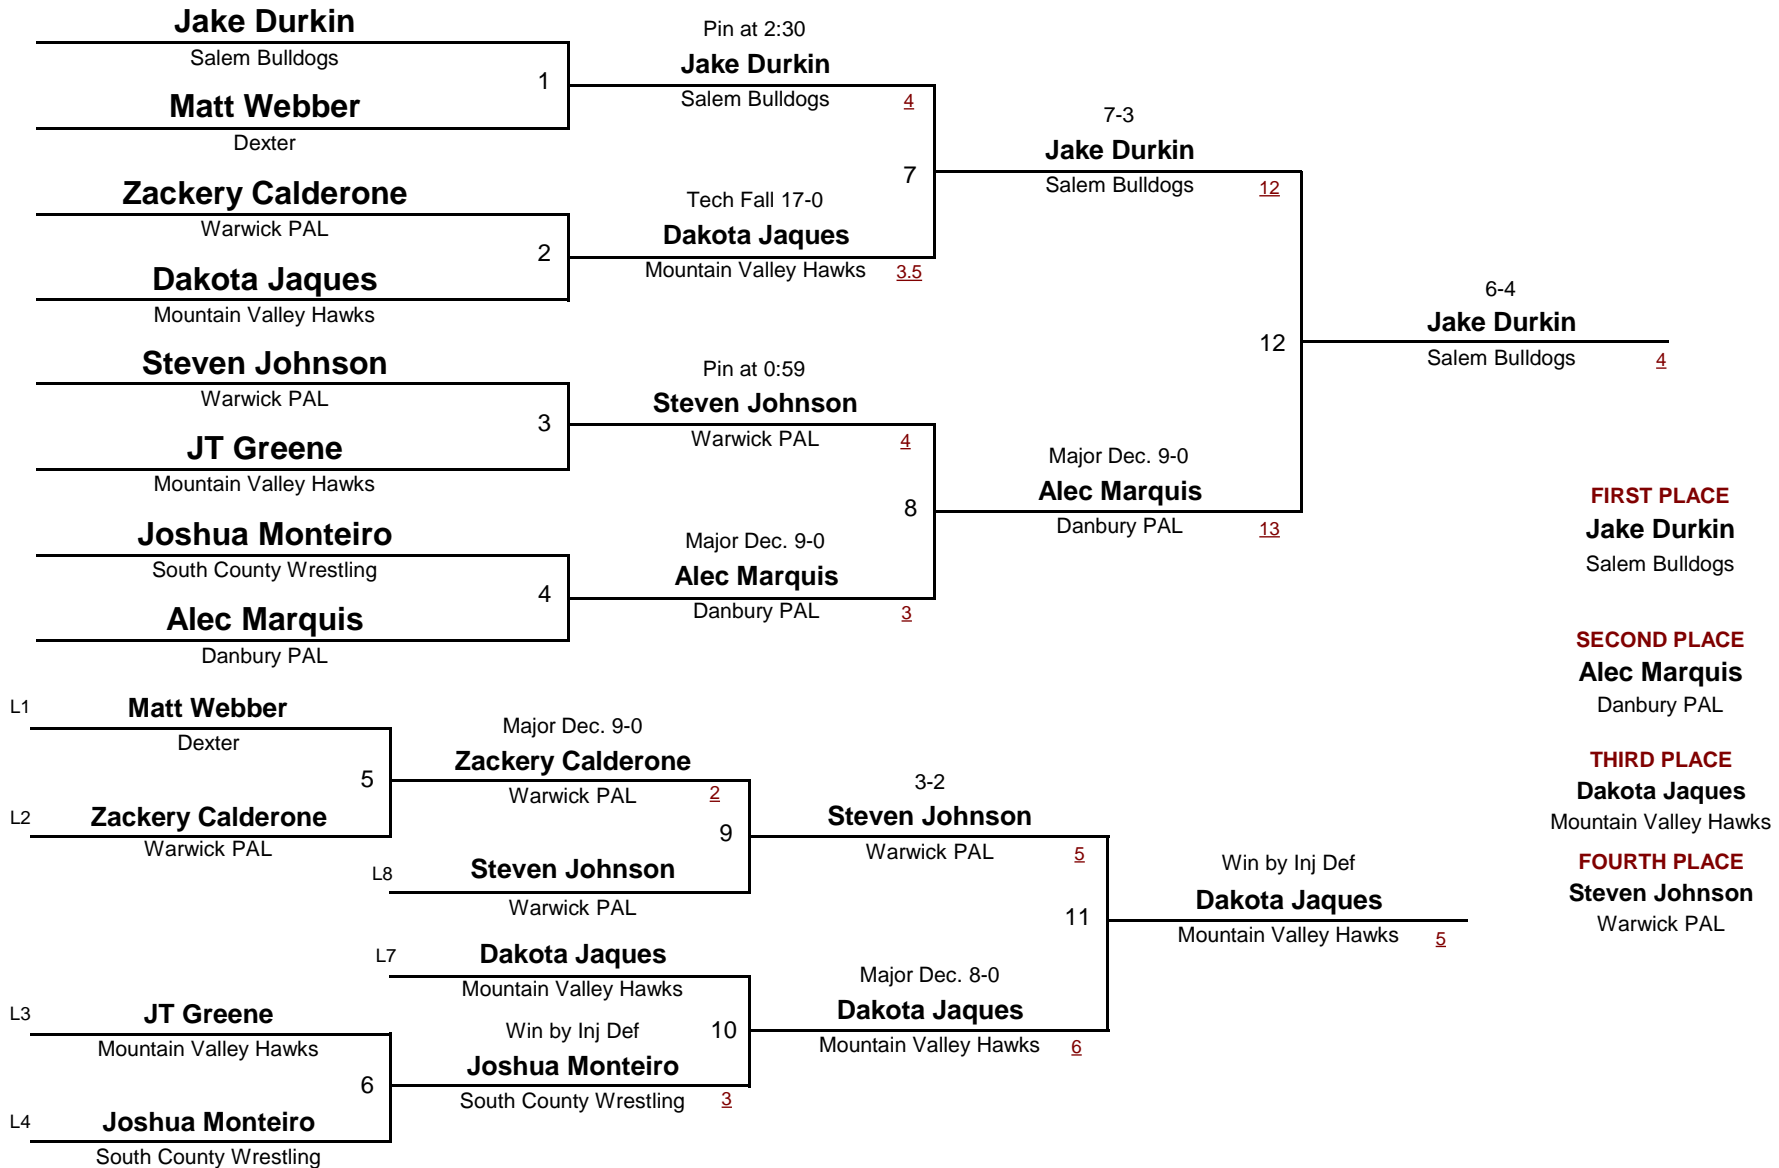 Jake Durkin
Salem Bulldogs
1
Matt Webber
Dexter
Zackery Calderone
Warwick PAL
2
Dakota Jaques
Mountain Valley Hawks
Steven Johnson
Warwick PAL
3
JT Greene
Mountain Valley Hawks
Joshua Monteiro
South County Wrestling
4
Alec Marquis
Danbury PAL
Pin at 2:30
Jake Durkin
Salem Bulldogs 4
7
Tech Fall 17-0
Dakota Jaques
Mountain Valley Hawks 3.5
Pin at 0:59
Steven Johnson
Warwick PAL 4
8
Major Dec. 9-0
Alec Marquis
Danbury PAL 3
7-3
Jake Durkin
Salem Bulldogs 12
12
Major Dec. 9-0
Alec Marquis
Danbury PAL 13
6-4
Jake Durkin
Salem Bulldogs 4
FIRST PLACE
Jake Durkin
Salem Bulldogs
SECOND PLACE
Alec Marquis
Danbury PAL
THIRD PLACE
Dakota Jaques
Mountain Valley Hawks
FOURTH PLACE
Steven Johnson
Warwick PAL
L1 Matt Webber
Dexter
5
L2 Zackery Calderone
Warwick PAL
L3 JT Greene
Mountain Valley Hawks
6
L4 Joshua Monteiro
South County Wrestling
Major Dec. 9-0
Zackery Calderone
Warwick PAL 2
9
L8 Steven Johnson
Warwick PAL
L7 Dakota Jaques
Mountain Valley Hawks
Win by Inj Def 10
Joshua Monteiro
South County Wrestling 3
3-2
Steven Johnson
Warwick PAL 5
11
Major Dec. 8-0
Dakota Jaques
Mountain Valley Hawks 6
Win by Inj Def
Dakota Jaques
Mountain Valley Hawks 5